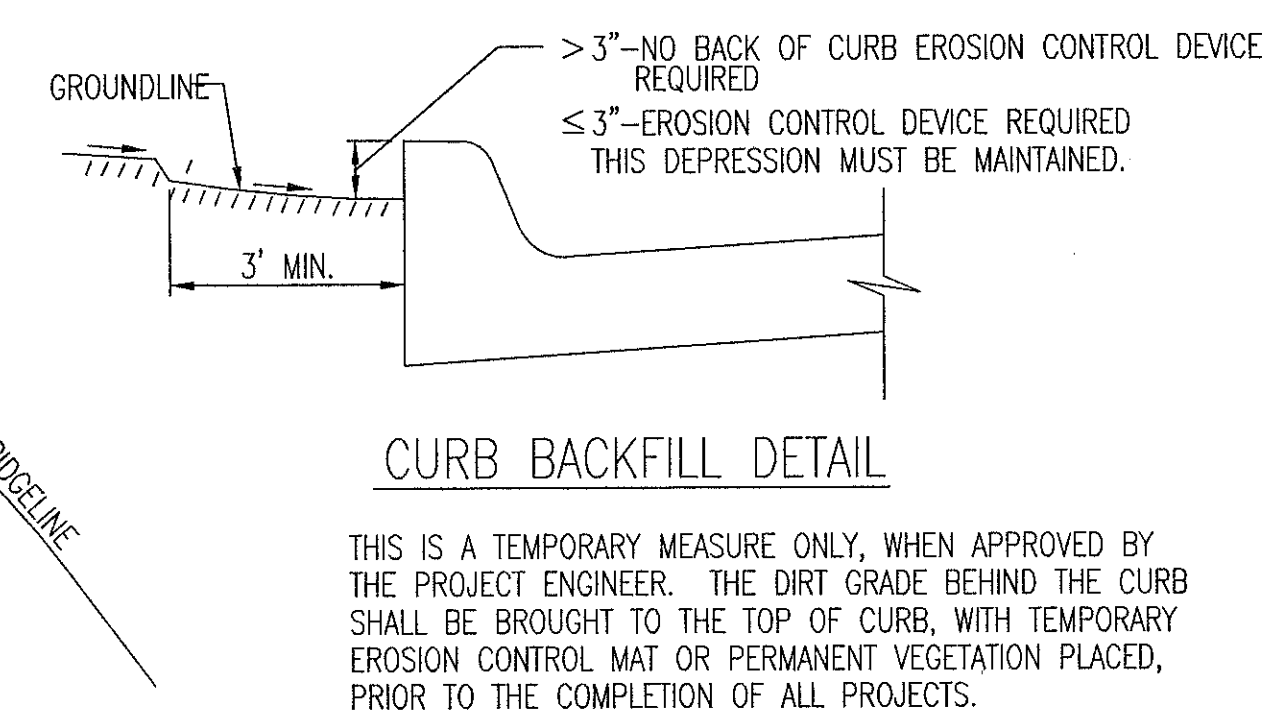 > 3"-NO BACK OF CURB EROSION CONTROL DEVICE
REQUIRED
≤ 3"-EROSION CONTROL DEVICE REQUIRED
THIS DEPRESSION MUST BE MAINTAINED.
GROUNDLINE
3' MIN.
CURB BACKFILL DETAIL
RIDGELINE
THIS IS A TEMPORARY MEASURE ONLY, WHEN APPROVED BY
THE PROJECT ENGINEER. THE DIRT GRADE BEHIND THE CURB
SHALL BE BROUGHT TO THE TOP OF CURB, WITH TEMPORARY
EROSION CONTROL MAT OR PERMANENT VEGETATION PLACED,
PRIOR TO THE COMPLETION OF ALL PROJECTS.